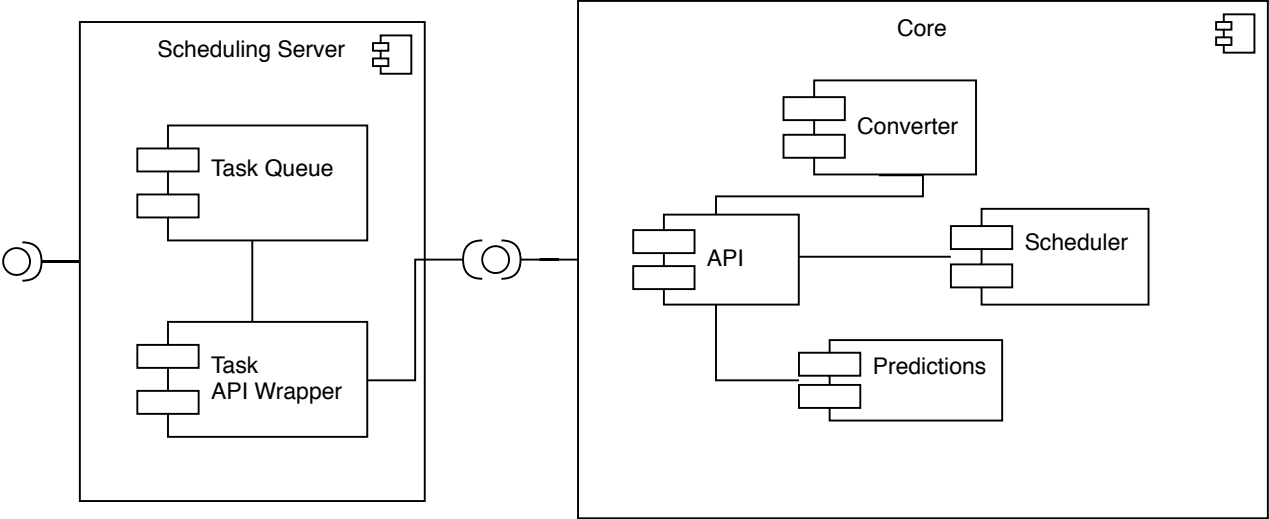 Scheduling Server
Task Queue
Task
API Wrapper
Core
Converter
API
Scheduler
Predictions